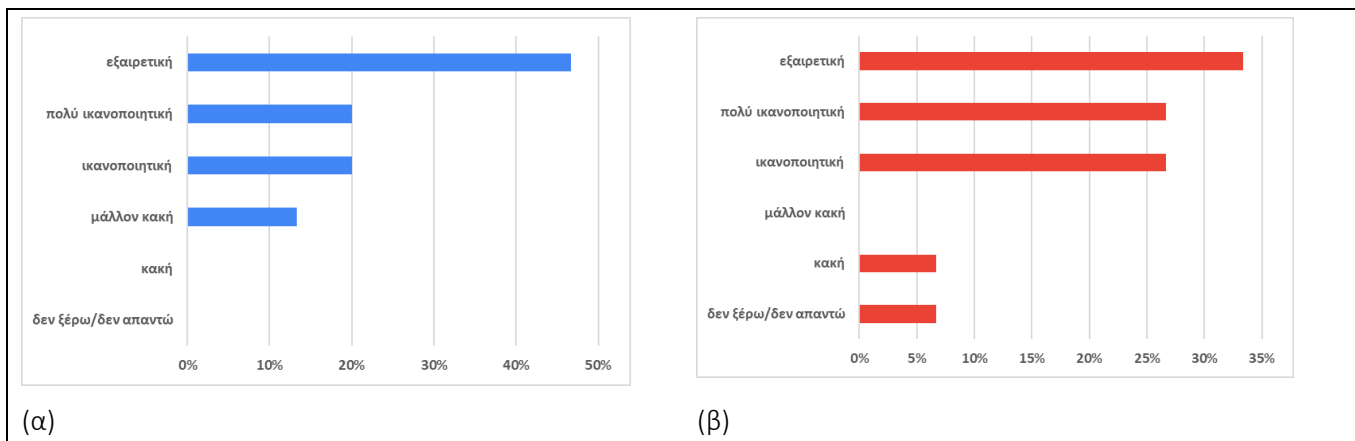 εξαιρετική
πολύ ικανοποιητική
ικανοποιητική
μάλλον κακή
κακή
δεν ξέρω/δεν απαντώ
0% 10% 20% 30% 40% 50%
(α)
εξαιρετική
πολύ ικανοποιητική
ικανοποιητική
μάλλον κακή
κακή
δεν ξέρω/δεν απαντώ
0% 5% 10% 15% 20% 25% 30% 35%
(β)